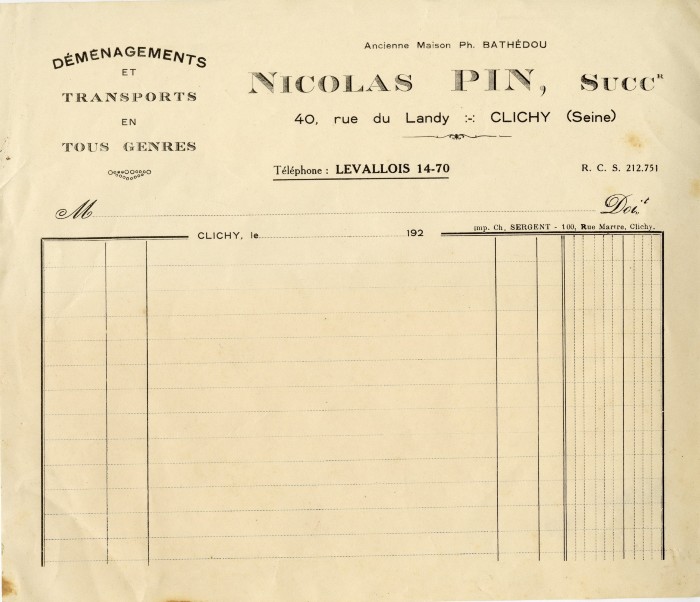 Ancienne Maison Ph. BATHÉDOU
DÉMÉNAGEMENTS
ET
TRANSPORTS
EN
TOUS GENRES
NICOLAS PIN, SUCCR
40, rue du Landy :-: CLICHY (Seine)
Téléphone : LEVALLOIS 14-70
R. C. S. 212.751
M
Doit
CLICHY, le
192
Imp. Ch. SERGENT - 100, Rue Martre, Clichy.